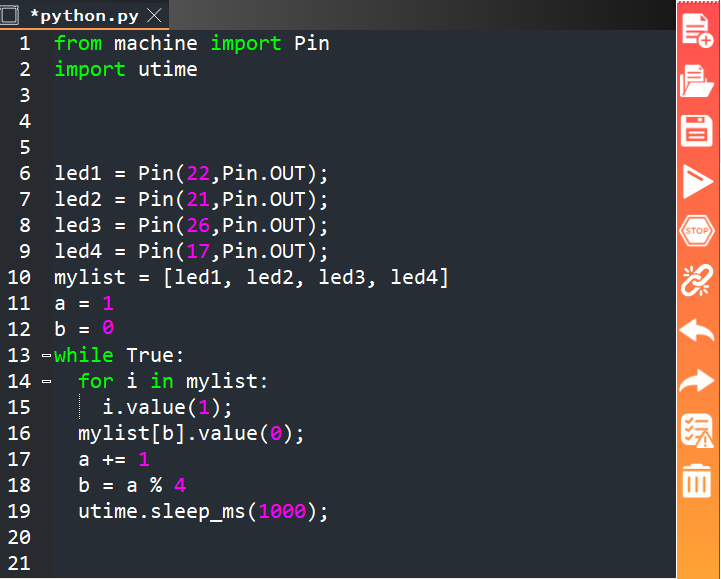 *python.py
1 from machine import Pin
2 import utime
3
4
5
6 led1 = Pin(22,Pin.OUT);
7 led2 = Pin(21,Pin.OUT);
8 led3 = Pin(26,Pin.OUT);
9 led4 = Pin(17,Pin.OUT);
10 mylist = [led1, led2, led3, led4]
11 a = 1
12 b = 0
13 while True:
14   for i in mylist:
15     i.value(1);
16   mylist[b].value(0);
17   a += 1
18   b = a % 4
19   utime.sleep_ms(1000);
20
21
STOP